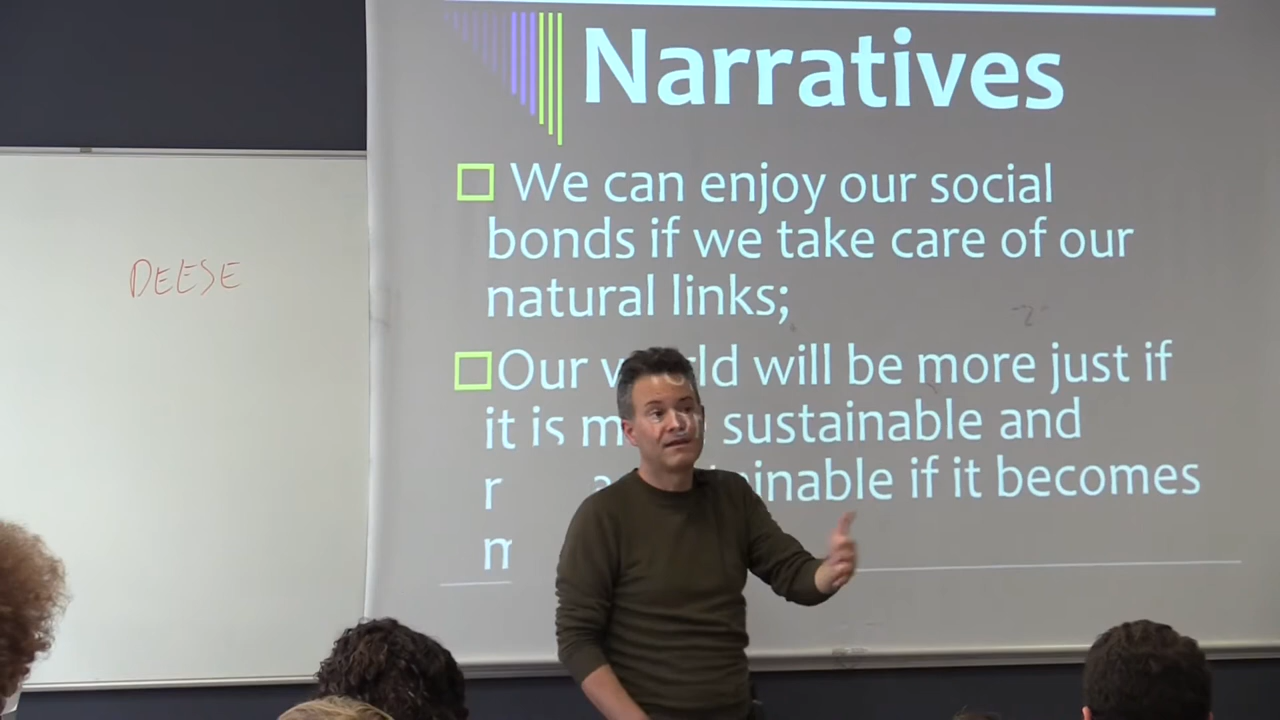 Narratives
We can enjoy our social
bonds if we take care of our
natural links;
DEESE
Our will be more just if
it is sustainable and
if it becomes